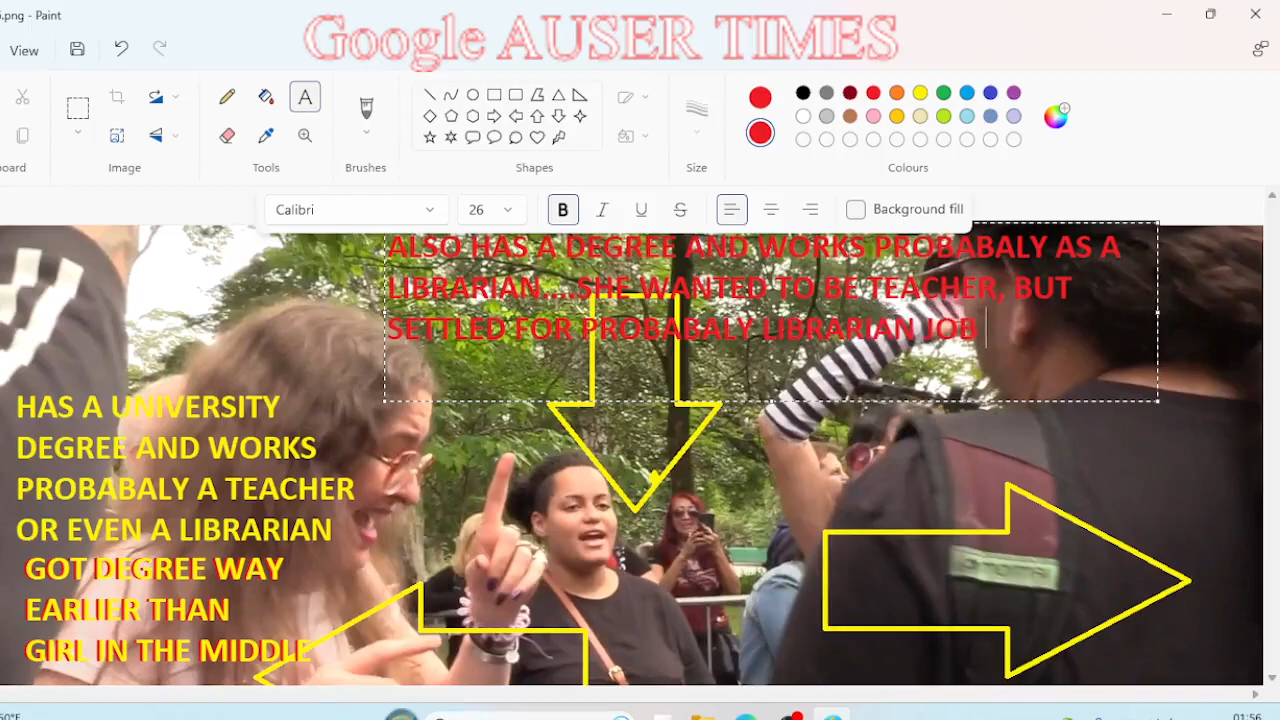 .png - Paint
Google AUSER TIMES
View
A
Image
Tools
Brushes
Shapes
Size
Colours
Calibri
26
B
I
U
S
Background fill
ALSO HAS A DEGREE AND WORKS PROBABALY AS A
LIBRARIAN....SHE WANTED TO BE TEACHER, BUT
SETTLED FOR PROBABALY LIBRARIAN JOB
HAS A UNIVERSITY
DEGREE AND WORKS
PROBABALY A TEACHER
OR EVEN A LIBRARIAN
GOT DEGREE WAY
EARLIER THAN
GIRL IN THE MIDDLE
01:56